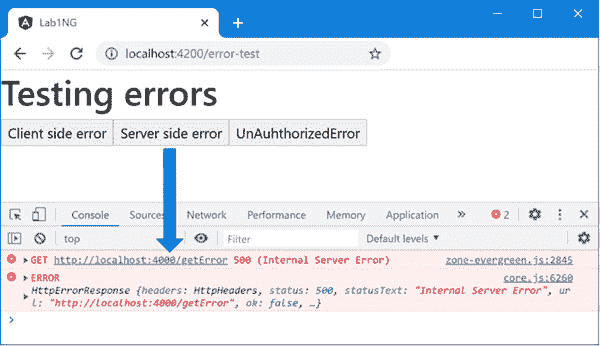 Lab1NG
localhost:4200/error-test
Testing errors
Client side error Server side error UnAuhthorizedError
Console Sources Network Performance Memory Application » 2
top Filter Default levels
GET http://localhost:4000/getError 500 (Internal Server Error) zone-evergreen.js:2845
ERROR core.js:6260
HttpErrorResponse {headers: HttpHeaders, status: 500, statusText: "Internal Server Error", ur
l: "http://localhost:4000/getError", ok: false, …}